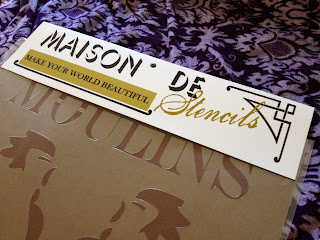 MAISON DE
Stencils
MAKE YOUR WORLD BEAUTIFUL
MOULINS